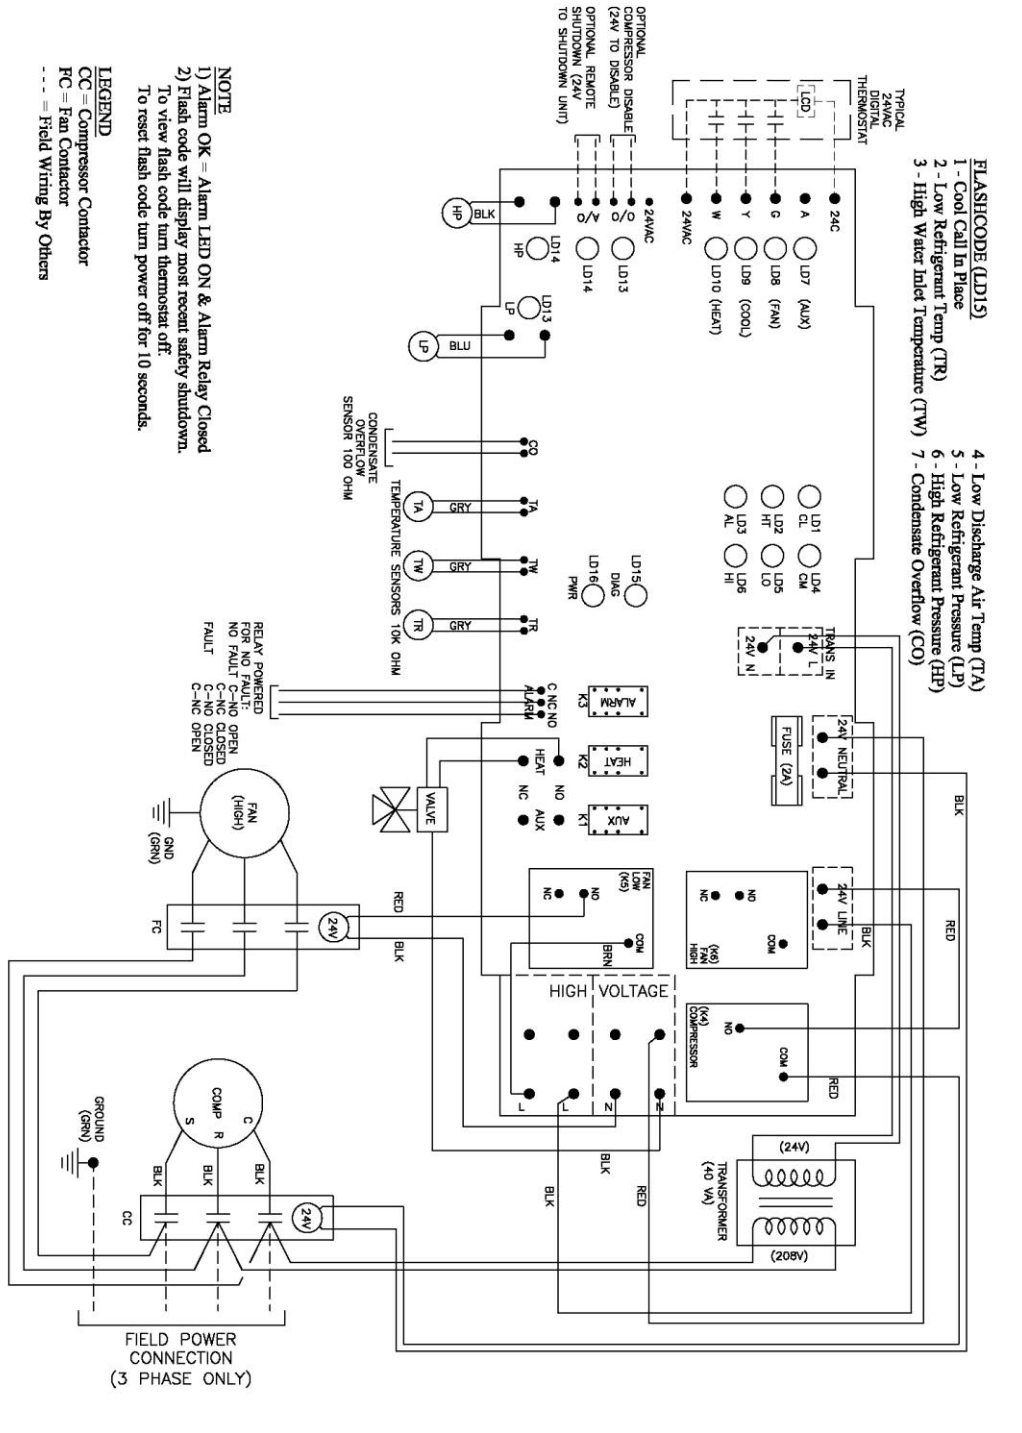 FLASHCODE (LD15)
1 - Cool Call In Place
2 - Low Refrigerant Temp (TR)
3 - High Water Inlet Temperature (TW)
4 - Low Discharge Air Temp (TA)
5 - Low Refrigerant Pressure (LP)
6 - High Refrigerant Pressure (HP)
7 - Condensate Overflow (CO)
TYPICAL
24VAC
DIGITAL
THERMOSTAT
LCD
24C
A
G
Y
W
24VAC
LD7 (AUX)
LD8 (FAN)
LD9 (COOL)
LD10 (HEAT)
OPTIONAL
COMPRESSOR DISABLE
(24V TO DISABLE)
OPTIONAL REMOTE
SHUTDOWN (24V
TO SHUTDOWN UNIT)
24VAC
O/O
A/O
LD13
LD14
HP
BLK
LD14
HP
LD13
LP
LP
BLU
CONDENSATE
OVERFLOW
SENSOR 100 OHM
CO
TA
GRY
TA
TW
GRY
TW
TR
GRY
TR
TEMPERATURE SENSORS 10K OHM
LD1
CL
LD2
HT
LD3
AL
LD4
CM
LD5
LO
LD6
HI
LD15
DIAG
LD16
PWR
TRANS IN
24V L
24V N
24V NEUTRAL
FUSE (2A)
BLK
24V LINE
BLK
RED
ALARM
K3
HEAT
K2
AUX
K1
C NC NO
ALARM
RELAY POWERED
FOR NO FAULT:
NO FAULT C-NO OPEN
C-NC CLOSED
FAULT C-NO CLOSED
C-NC OPEN
HEAT
NO
NC
AUX
VALVE
FAN
(HIGH)
GND
(GRN)
FC
24V
RED
BLK
FAN
LOW
(K5)
NC
NO
COM
BRN
NC
NO
COM
(K6)
FAN
HIGH
HIGH VOLTAGE
L
L
N
N
(K4)
COMPRESSOR
NO
COM
RED
BLK
BLK
RED
(24V)
TRANSFORMER
(40 VA)
(208V)
COMP
S
R
C
GROUND
(GRN)
BLK
BLK
BLK
CC
24V
FIELD POWER
CONNECTION
(3 PHASE ONLY)
NOTE
1) Alarm OK = Alarm LED ON & Alarm Relay Closed
2) Flash code will display most recent safety shutdown.
To view flash code turn thermostat off.
To reset flash code turn power off for 10 seconds.
LEGEND
CC = Compressor Contactor
FC = Fan Contactor
- - - = Field Wiring By Others